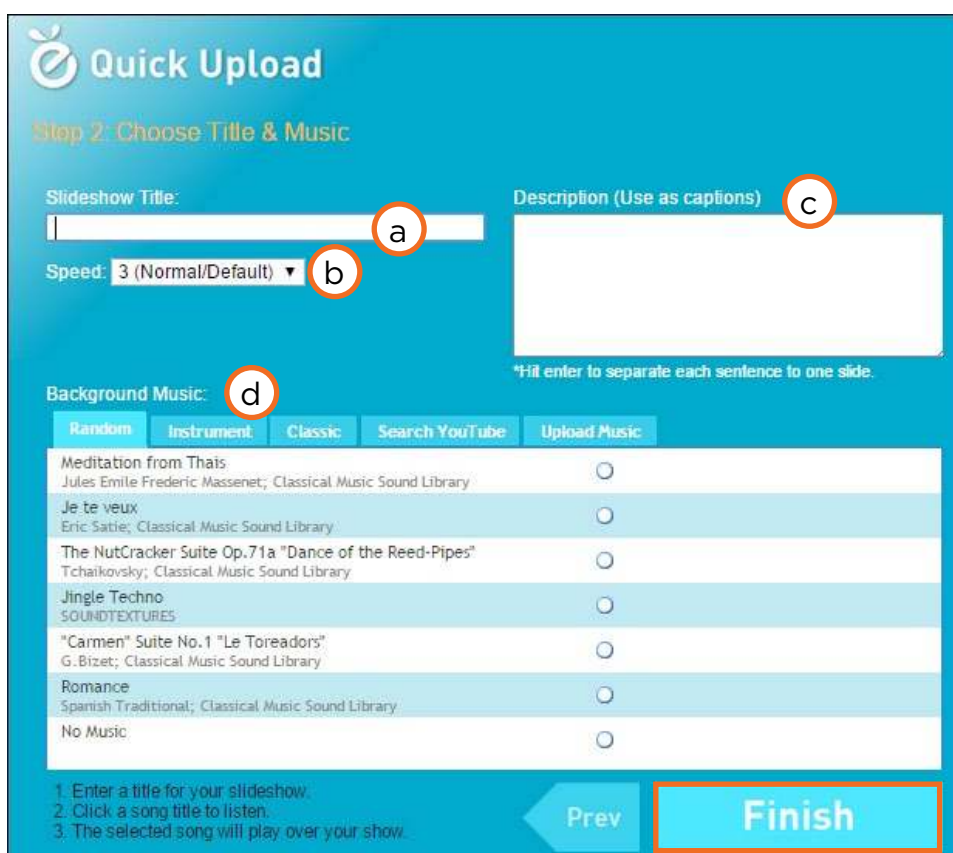 Quick Upload
Step 2: Choose Title & Music
Slideshow Title:
a
Speed: 3 (Normal/Default)
b
Description (Use as captions)
c
*Hit enter to separate each sentence to one slide.
Background Music:
d
Random Instrument Classic Search YouTube Upload Music
Meditation from Thais
Jules Emile Frederic Massenet; Classical Music Sound Library
Je te veux
Eric Satie; Classical Music Sound Library
The NutCracker Suite Op.71a "Dance of the Reed-Pipes"
Tchaikovsky; Classical Music Sound Library
Jingle Techno
SOUNDTEXTURES
"Carmen" Suite No.1 "Le Toreadors"
G.Bizet; Classical Music Sound Library
Romance
Spanish Traditional; Classical Music Sound Library
No Music
1. Enter a title for your slideshow.
2. Click a song title to listen.
3. The selected song will play over your show.
Prev
Finish